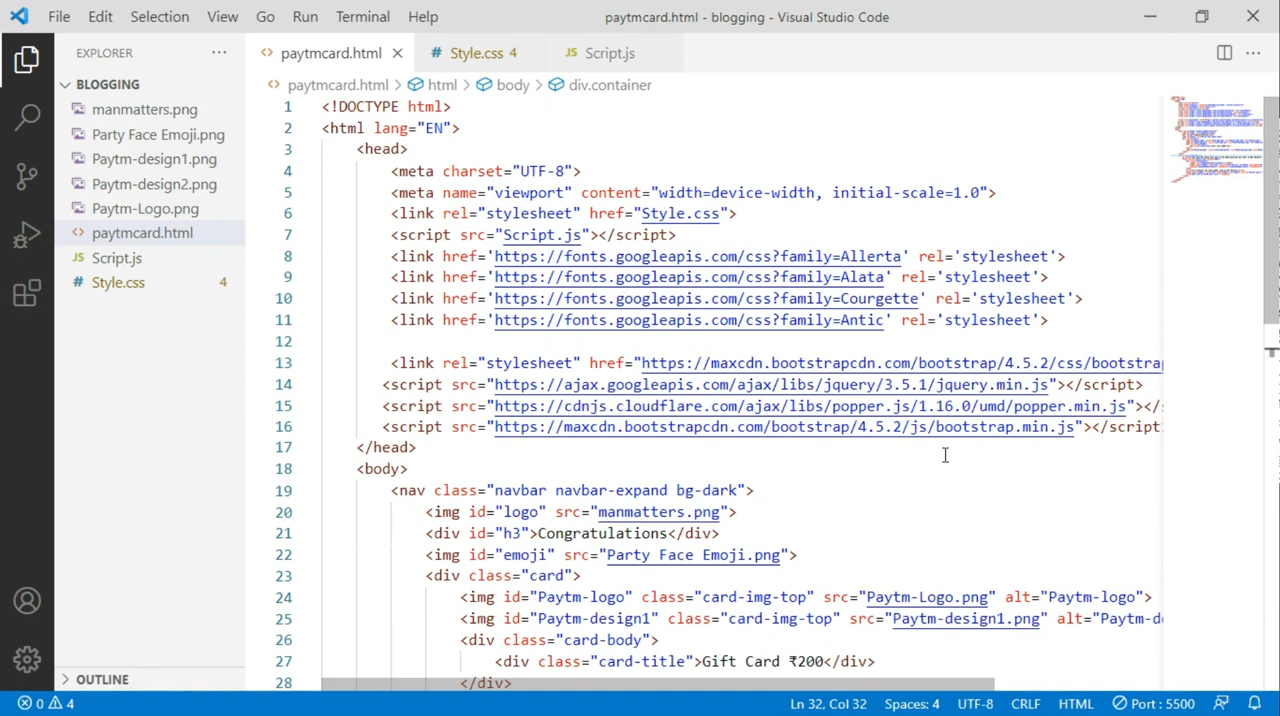 File Edit Selection View Go Run Terminal Help paytmcard.html - blogging - Visual Studio Code
EXPLORER ··· paytmcard.html Style.css 4 Script.js ···
BLOGGING
manmatters.png
Party Face Emoji.png
Paytm-design1.png
Paytm-design2.png
Paytm-Logo.png
paytmcard.html
Script.js
Style.css 4
OUTLINE
paytmcard.html > html > body > div.container
1 <!DOCTYPE html>
2 <html lang="EN">
3 <head>
4 <meta charset="UTF-8">
5 <meta name="viewport" content="width=device-width, initial-scale=1.0">
6 <link rel="stylesheet" href="Style.css">
7 <script src="Script.js"></script>
8 <link href='https://fonts.googleapis.com/css?family=Allerta' rel='stylesheet'>
9 <link href='https://fonts.googleapis.com/css?family=Alata' rel='stylesheet'>
10 <link href='https://fonts.googleapis.com/css?family=Courgette' rel='stylesheet'>
11 <link href='https://fonts.googleapis.com/css?family=Antic' rel='stylesheet'>
12
13 <link rel="stylesheet" href="https://maxcdn.bootstrapcdn.com/bootstrap/4.5.2/css/bootstrap
14 <script src="https://ajax.googleapis.com/ajax/libs/jquery/3.5.1/jquery.min.js"></script>
15 <script src="https://cdnjs.cloudflare.com/ajax/libs/popper.js/1.16.0/umd/popper.min.js"></
16 <script src="https://maxcdn.bootstrapcdn.com/bootstrap/4.5.2/js/bootstrap.min.js"></script
17 </head>
18 <body>
19 <nav class="navbar navbar-expand bg-dark">
20 <img id="logo" src="manmatters.png">
21 <div id="h3">Congratulations</div>
22 <img id="emoji" src="Party Face Emoji.png">
23 <div class="card">
24 <img id="Paytm-logo" class="card-img-top" src="Paytm-Logo.png" alt="Paytm-logo">
25 <img id="Paytm-design1" class="card-img-top" src="Paytm-design1.png" alt="Paytm-d
26 <div class="card-body">
27 <div class="card-title">Gift Card ₹200</div>
28 </div>
0 4 Ln 32, Col 32 Spaces: 4 UTF-8 CRLF HTML Port : 5500